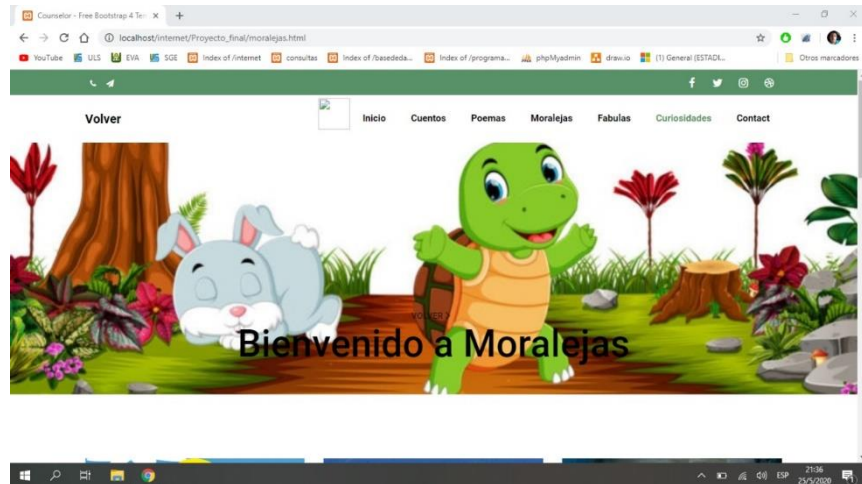 Counselor - Free Bootstrap 4 Tem
localhost/internet/Proyecto_final/moralejas.html
YouTube ULS EVA SGE Index of /internet consultas Index of /basededa... Index of /programa... phpMyadmin draw.io (1) General (ESTADI... Otros marcadores
Volver Inicio Cuentos Poemas Moralejas Fabulas Curiosidades Contact
VOLVER >
Bienvenido a Moralejas
ESP 21:36
25/5/2020